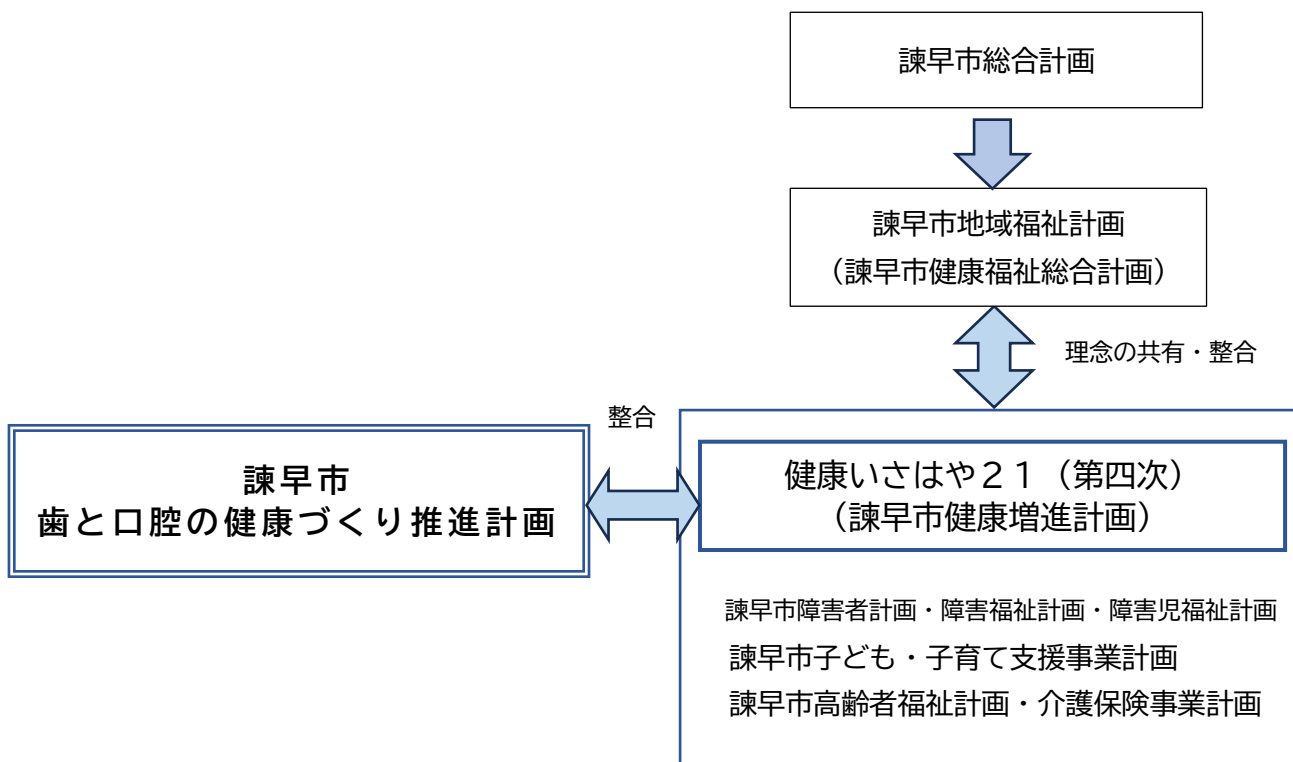 諫早市総合計画
諫早市地域福祉計画
（諫早市健康福祉総合計画）
理念の共有・整合
整合
諫早市
歯と口腔の健康づくり推進計画
健康いさはや２１（第四次）
（諫早市健康増進計画）
諫早市障害者計画・障害福祉計画・障害児福祉計画
諫早市子ども・子育て支援事業計画
諫早市高齢者福祉計画・介護保険事業計画